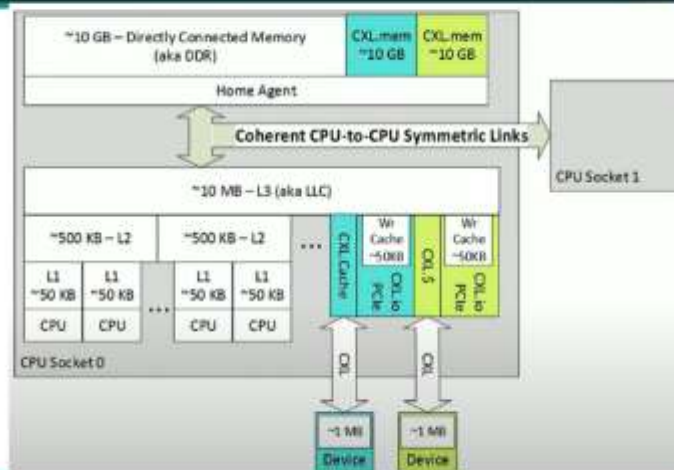 ~10 GB – Directly Connected Memory
(aka DDR)
CXL.mem
~10 GB
CXL.mem
~10 GB
Home Agent
Coherent CPU-to-CPU Symmetric Links
CPU Socket 1
~10 MB – L3 (aka LLC)
~500 KB – L2
~500 KB – L2
...
L1
~50 KB
L1
~50 KB
...
L1
~50 KB
L1
~50 KB
CPU
CPU
CPU
CPU
CXL.Cache
Wr
Cache
~50KB
CXL.io
PCIe
CXL.$
Wr
Cache
~50KB
CXL.io
PCIe
CPU Socket 0
CXL
CXL
~1 MB
Device
~1 MB
Device